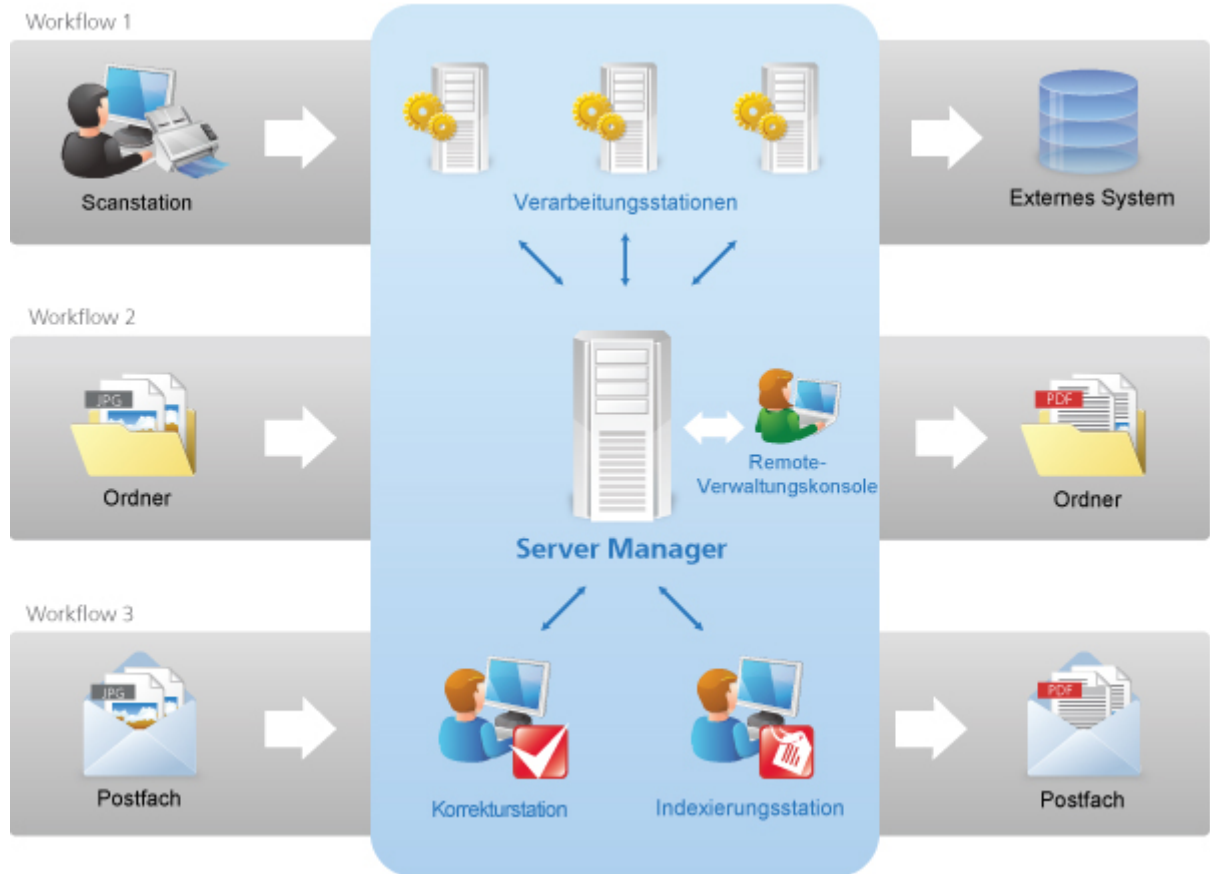 Workflow 1
Scanstation
Verarbeitungsstationen
Externes System
Workflow 2
JPG
Ordner
Remote-
Verwaltungskonsole
Server Manager
PDF
Ordner
Workflow 3
JPG
Postfach
Korrekturstation
Indexierungsstation
PDF
Postfach